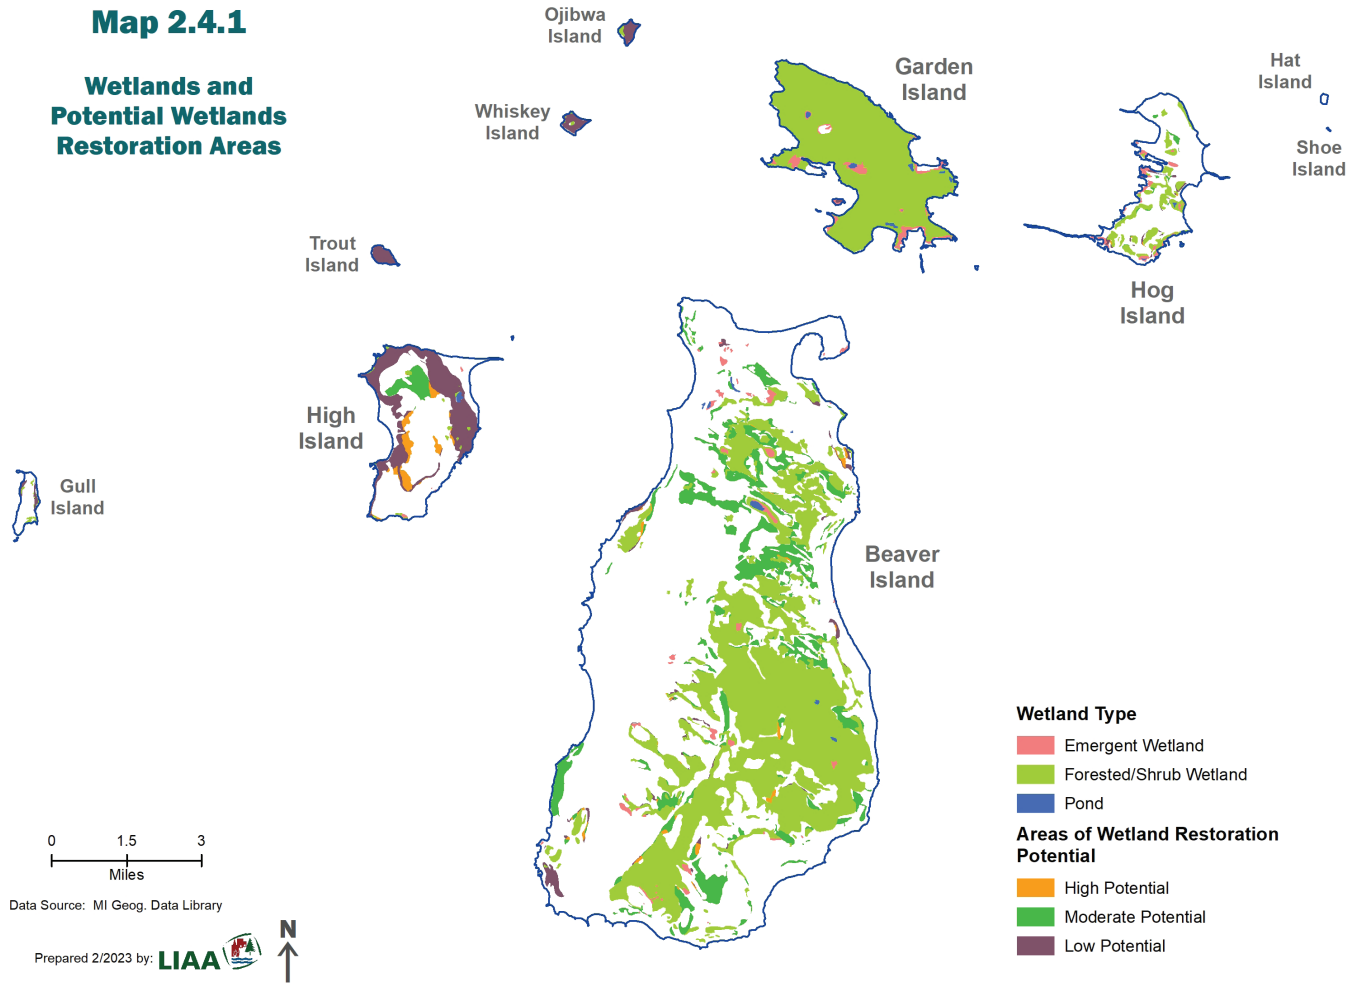 Map 2.4.1
Wetlands and
Potential Wetlands
Restoration Areas
Ojibwa
Island
Whiskey
Island
Garden
Island
Hat
Island
Shoe
Island
Hog
Island
Trout
Island
High
Island
Gull
Island
Beaver
Island
Wetland Type
Emergent Wetland
Forested/Shrub Wetland
Pond
Areas of Wetland Restoration
Potential
High Potential
Moderate Potential
Low Potential
0 1.5 3
Miles
Data Source: MI Geog. Data Library
Prepared 2/2023 by: LIAA
N